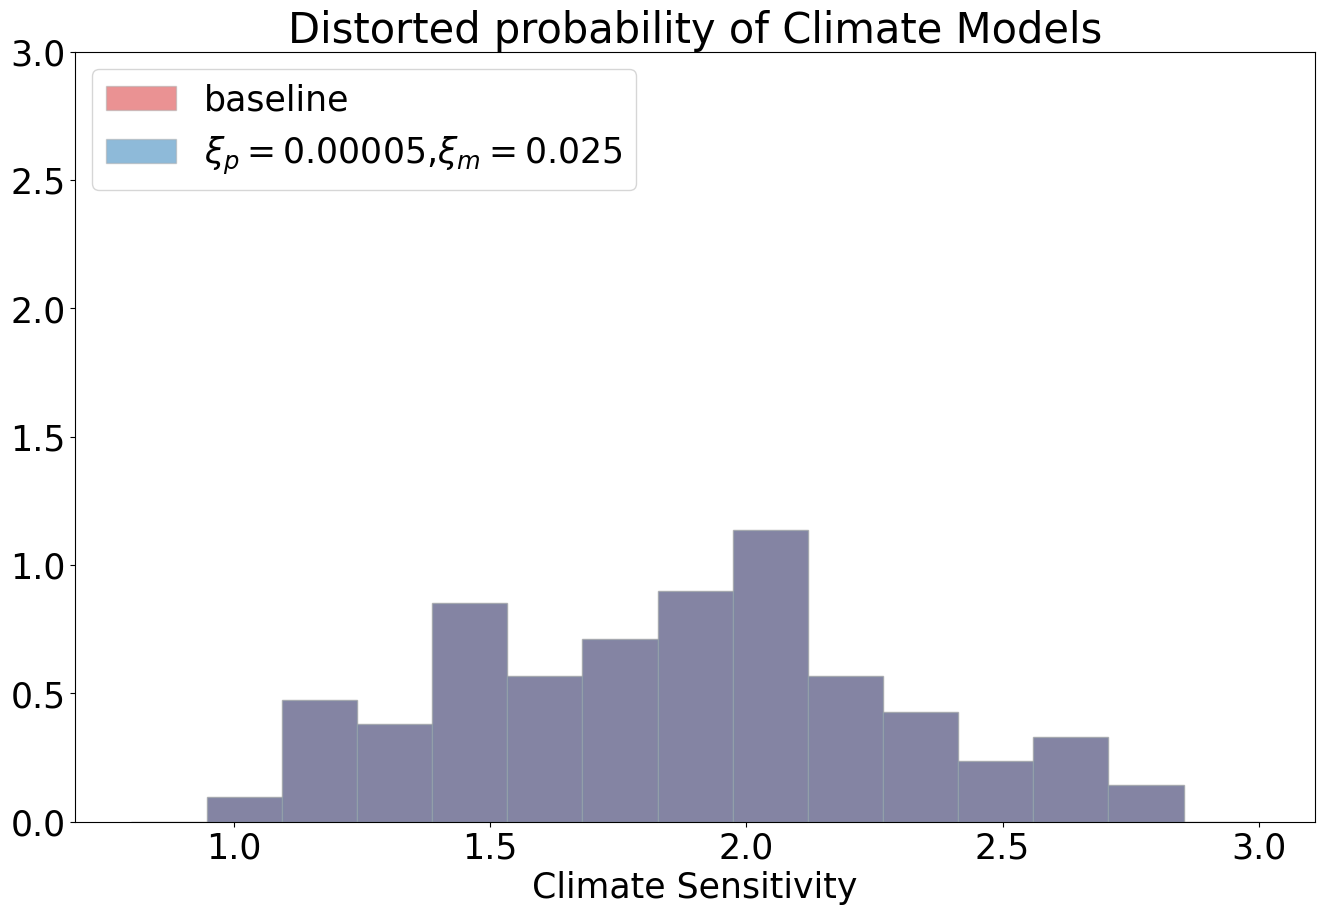 Distorted probability of Climate Models
3.0
baseline
ξp = 0.00005,ξm = 0.025
2.5
2.0
1.5
1.0
0.5
0.0
1.0 1.5 2.0 2.5 3.0
Climate Sensitivity